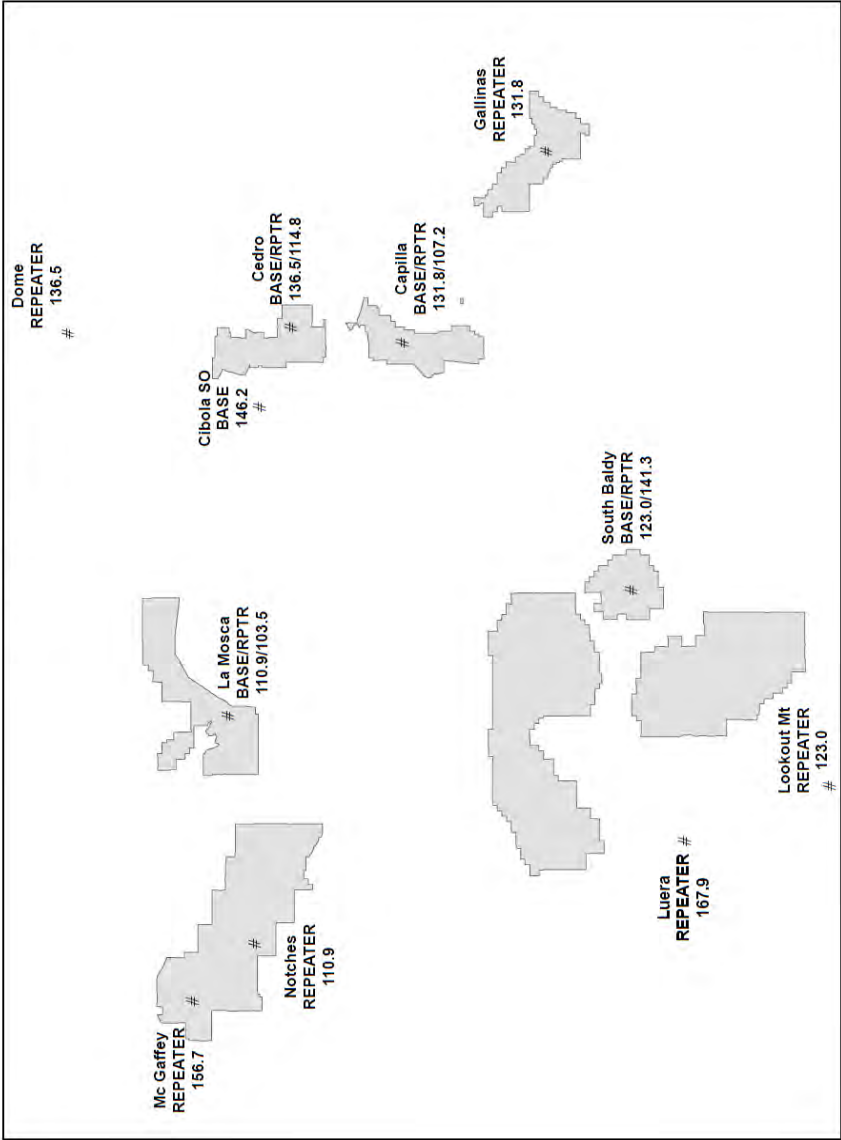 Dome
REPEATER
136.5
#
Gallinas
REPEATER
131.8
#
Cedro
BASE/RPTR
136.5/114.8
#
Capilla
BASE/RPTR
131.8/107.2
#
Cibola SO
BASE
146.2
#
South Baldy
BASE/RPTR
123.0/141.3
#
La Mosca
BASE/RPTR
110.9/103.5
#
Lookout Mt
REPEATER
123.0
#
Luera
REPEATER #
167.9
Notches
REPEATER
110.9
#
Mc Gaffey
REPEATER
156.7
#